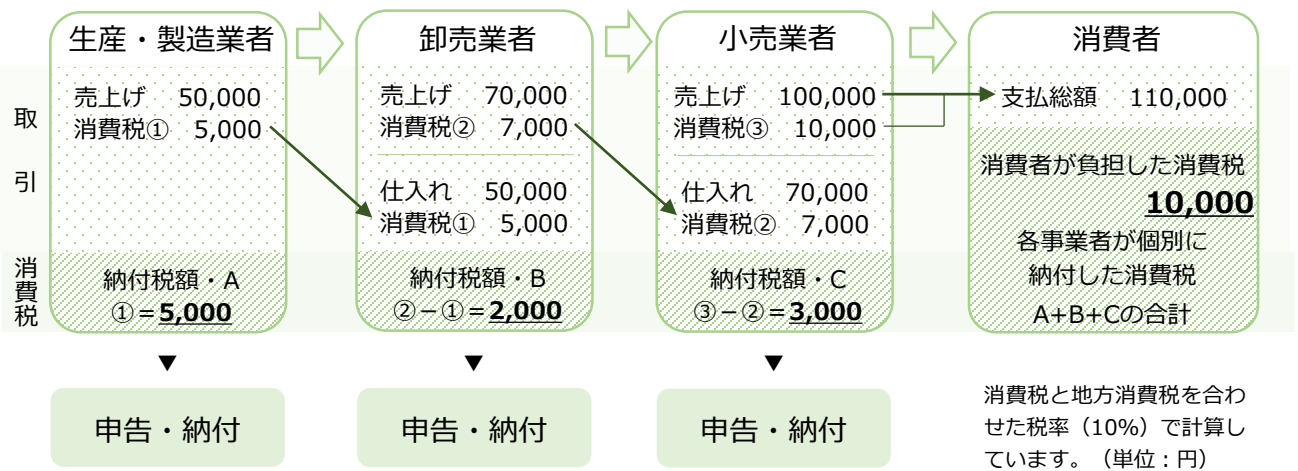 生産・製造業者
卸売業者
小売業者
消費者
取引
売上げ 50,000
消費税① 5,000
売上げ 70,000
消費税② 7,000
仕入れ 50,000
消費税① 5,000
売上げ 100,000
消費税③ 10,000
仕入れ 70,000
消費税② 7,000
支払総額 110,000
消費者が負担した消費税
10,000
各事業者が個別に
納付した消費税
A+B+Cの合計
消費税
納付税額・A
①=5,000
納付税額・B
②−①=2,000
納付税額・C
③−②=3,000
▼
▼
▼
申告・納付
申告・納付
申告・納付
消費税と地方消費税を合わ
せた税率（10%）で計算し
ています。（単位：円）